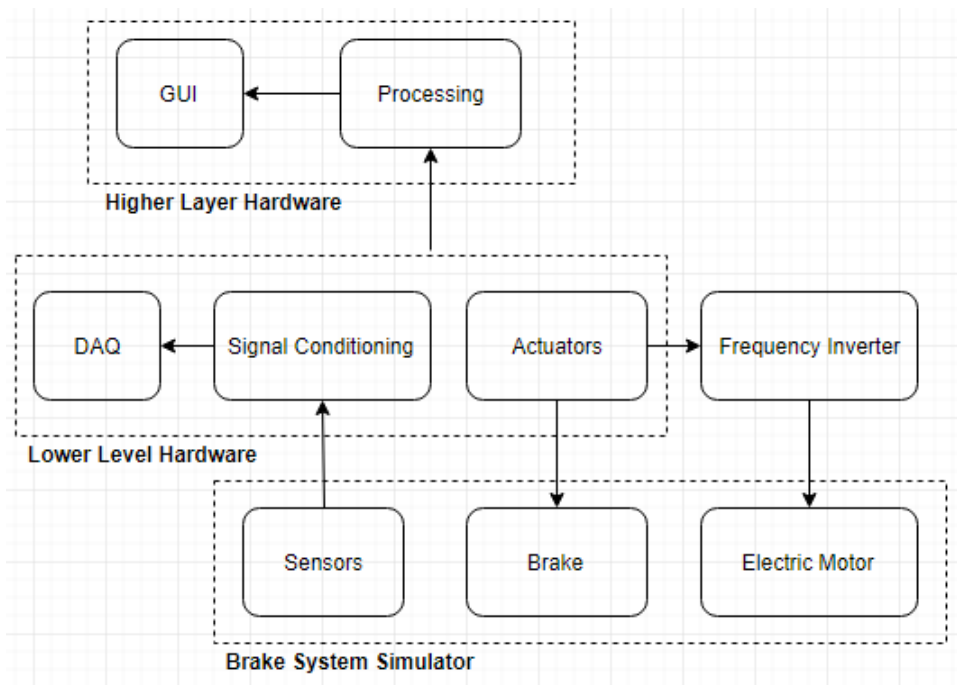 GUI
Processing
Higher Layer Hardware
DAQ
Signal Conditioning
Actuators
Frequency Inverter
Lower Level Hardware
Sensors
Brake
Electric Motor
Brake System Simulator